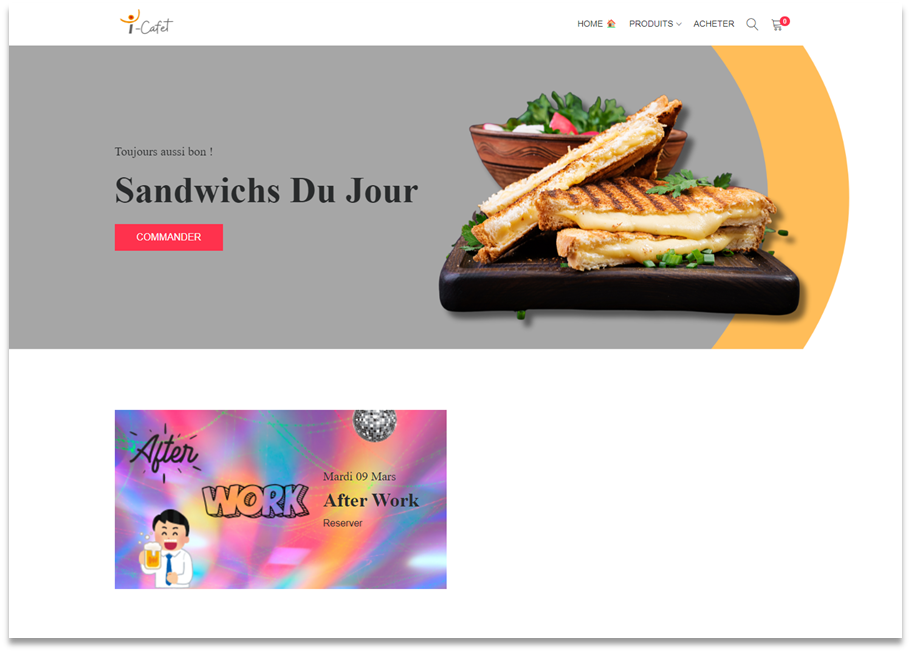 i-Cafet
HOME PRODUITS ACHETER 0
Toujours aussi bon !
Sandwichs Du Jour
COMMANDER
After
WORK
Mardi 09 Mars
After Work
Reserver